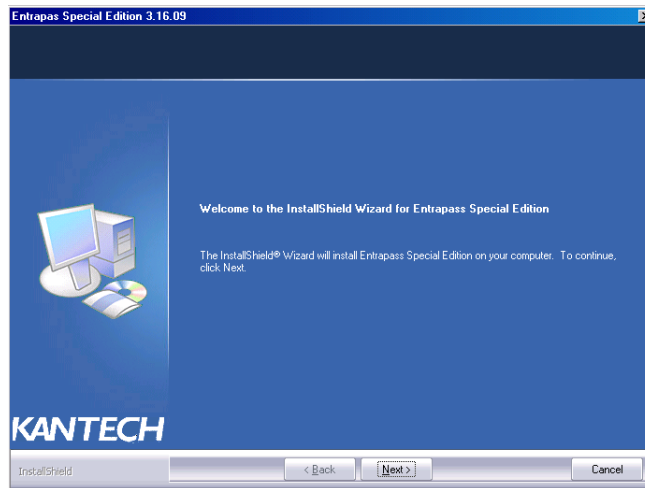 Entrapas Special Edition 3.16.09
Welcome to the InstallShield Wizard for Entrapass Special Edition
The InstallShield® Wizard will install Entrapass Special Edition on your computer. To continue,
click Next.
KANTECH
InstallShield
< Back Next > Cancel